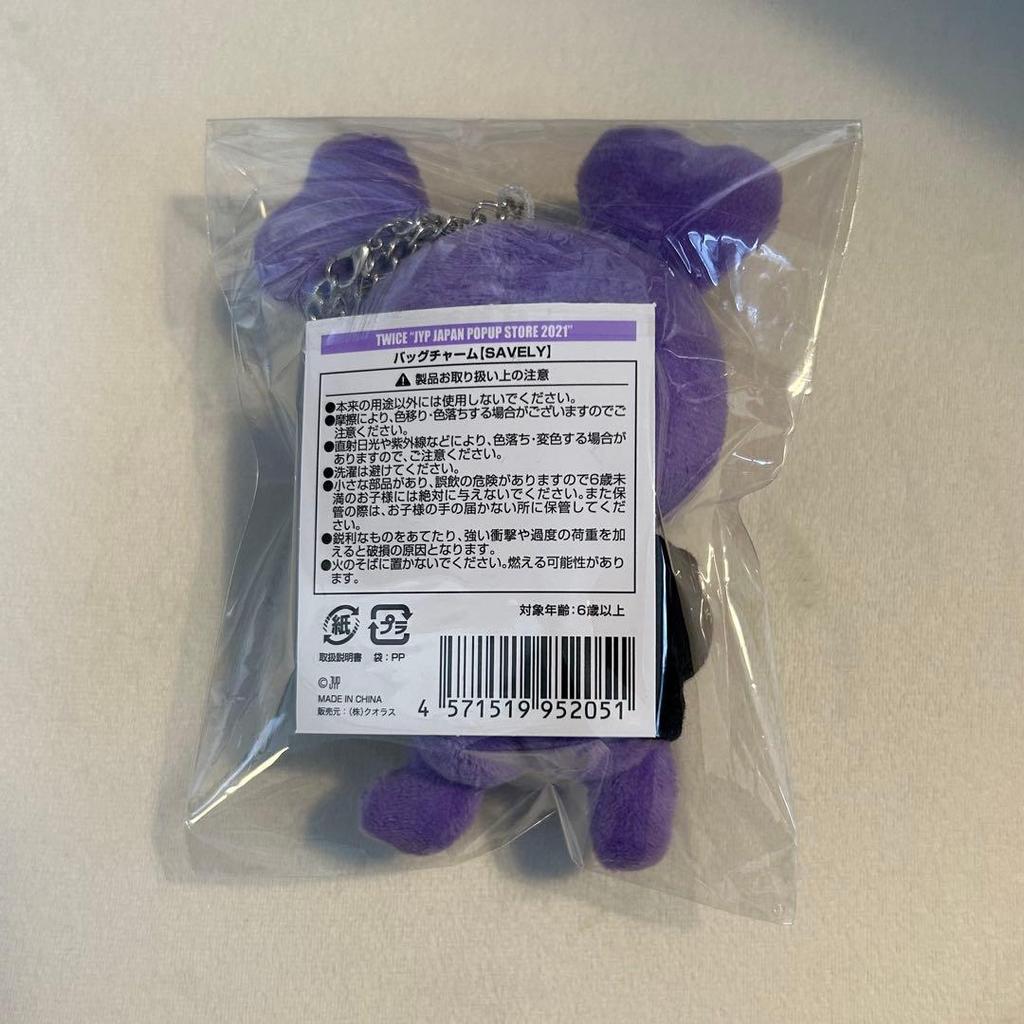 TWICE "JYP JAPAN POPUP STORE 2021"
バッグチャーム【SAVELY】
製品お取り扱い上の注意
●本来の用途以外には使用しないでください。
●摩擦により、色移り・色落ちする場合がございますのでご
注意ください。
●直射日光や紫外線などにより、色落ち・変色する場合が
ありますので、ご注意ください。
●洗濯は避けてください。
●小さな部品があり、誤飲の危険がありますので6歳未
満のお子様には絶対に与えないでください。また保
管の際は、お子様の手の届かない所に保管してくだ
さい。
●鋭利なものをあてたり、強い衝撃や過度の荷重を加
えると破損の原因となります。
●火のそばに置かないでください。燃える可能性があり
ます。
対象年齢:6歳以上
紙 プラ
取扱説明書 袋:PP
©JYP
MADE IN CHINA
販売元:(株)クオラス
4 571519 952051